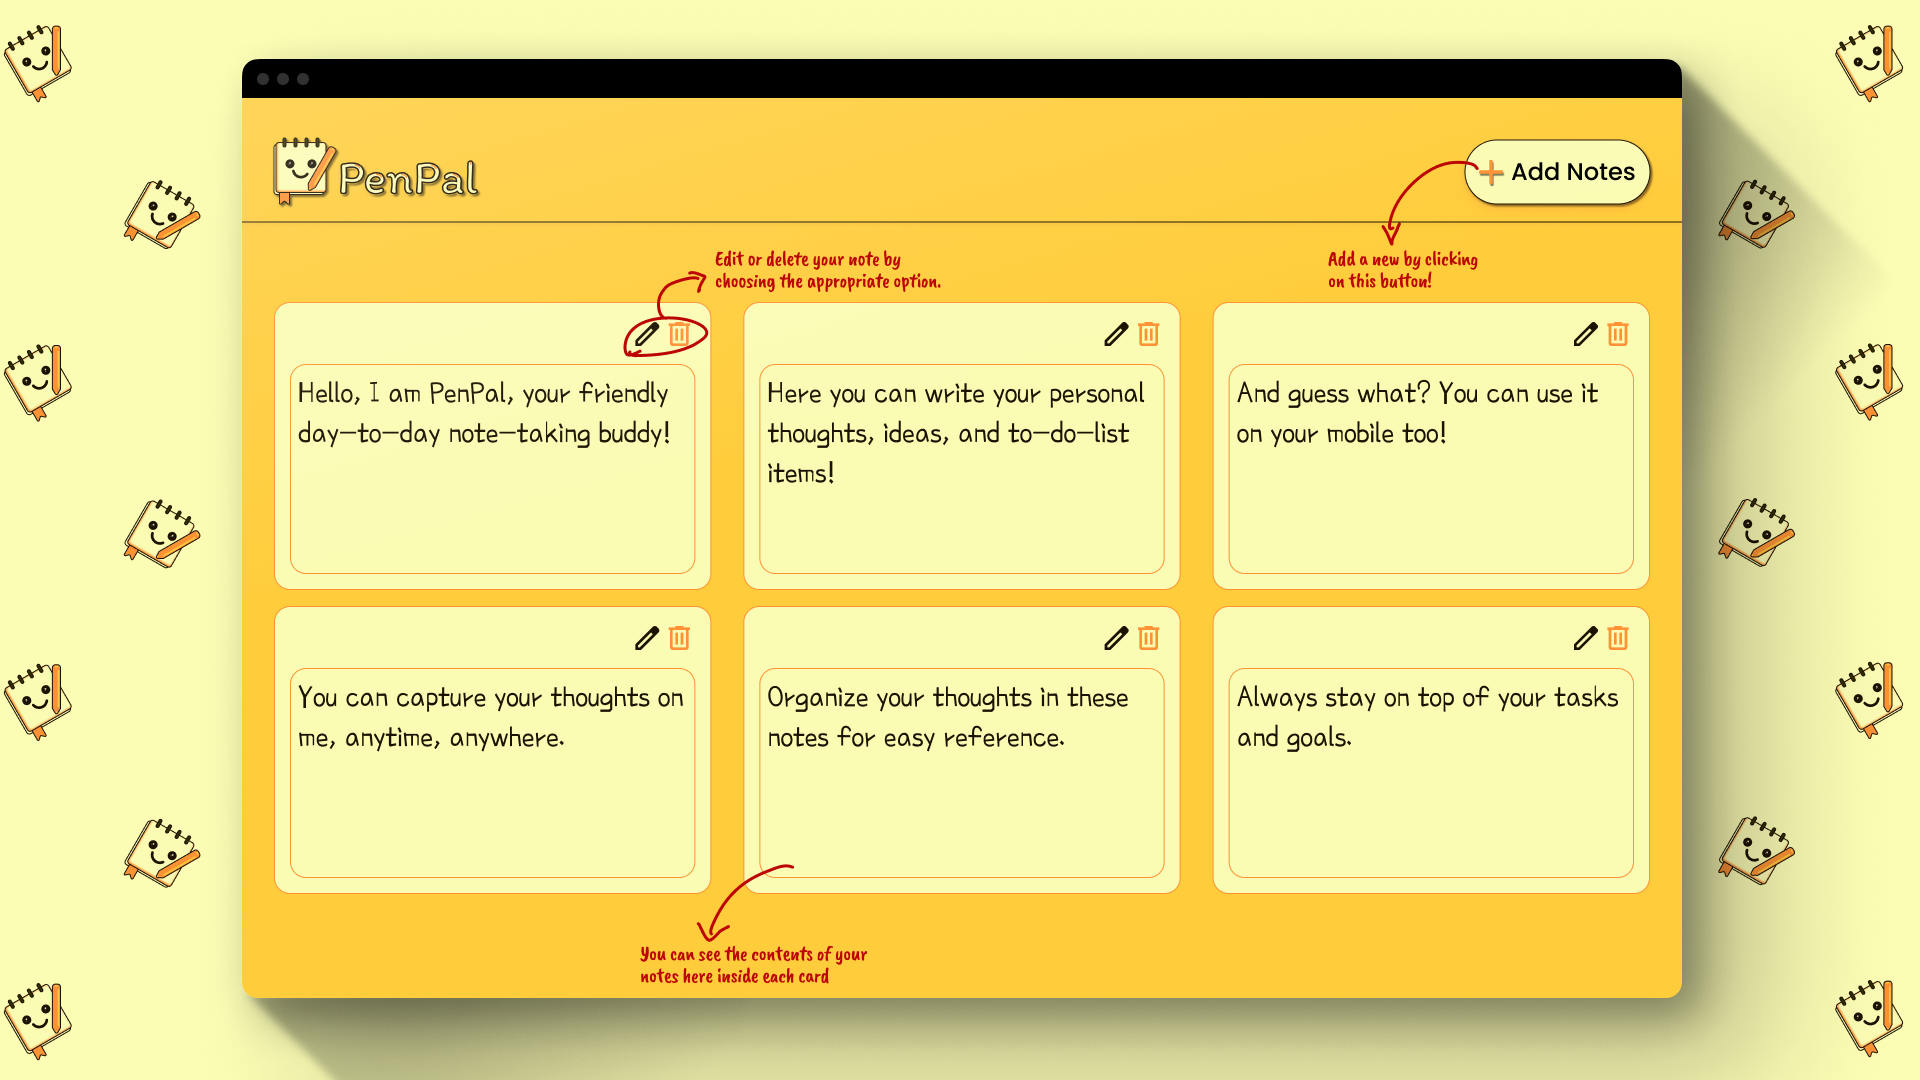 PenPal
Add Notes
Edit or delete your note by
choosing the appropriate option.
Add a new by clicking
on this button!
Hello, I am PenPal, your friendly
day-to-day note-taking buddy!
Here you can write your personal
thoughts, ideas, and to-do-list
items!
And guess what? You can use it
on your mobile too!
You can capture your thoughts on
me, anytime, anywhere.
Organize your thoughts in these
notes for easy reference.
Always stay on top of your tasks
and goals.
You can see the contents of your
notes here inside each card